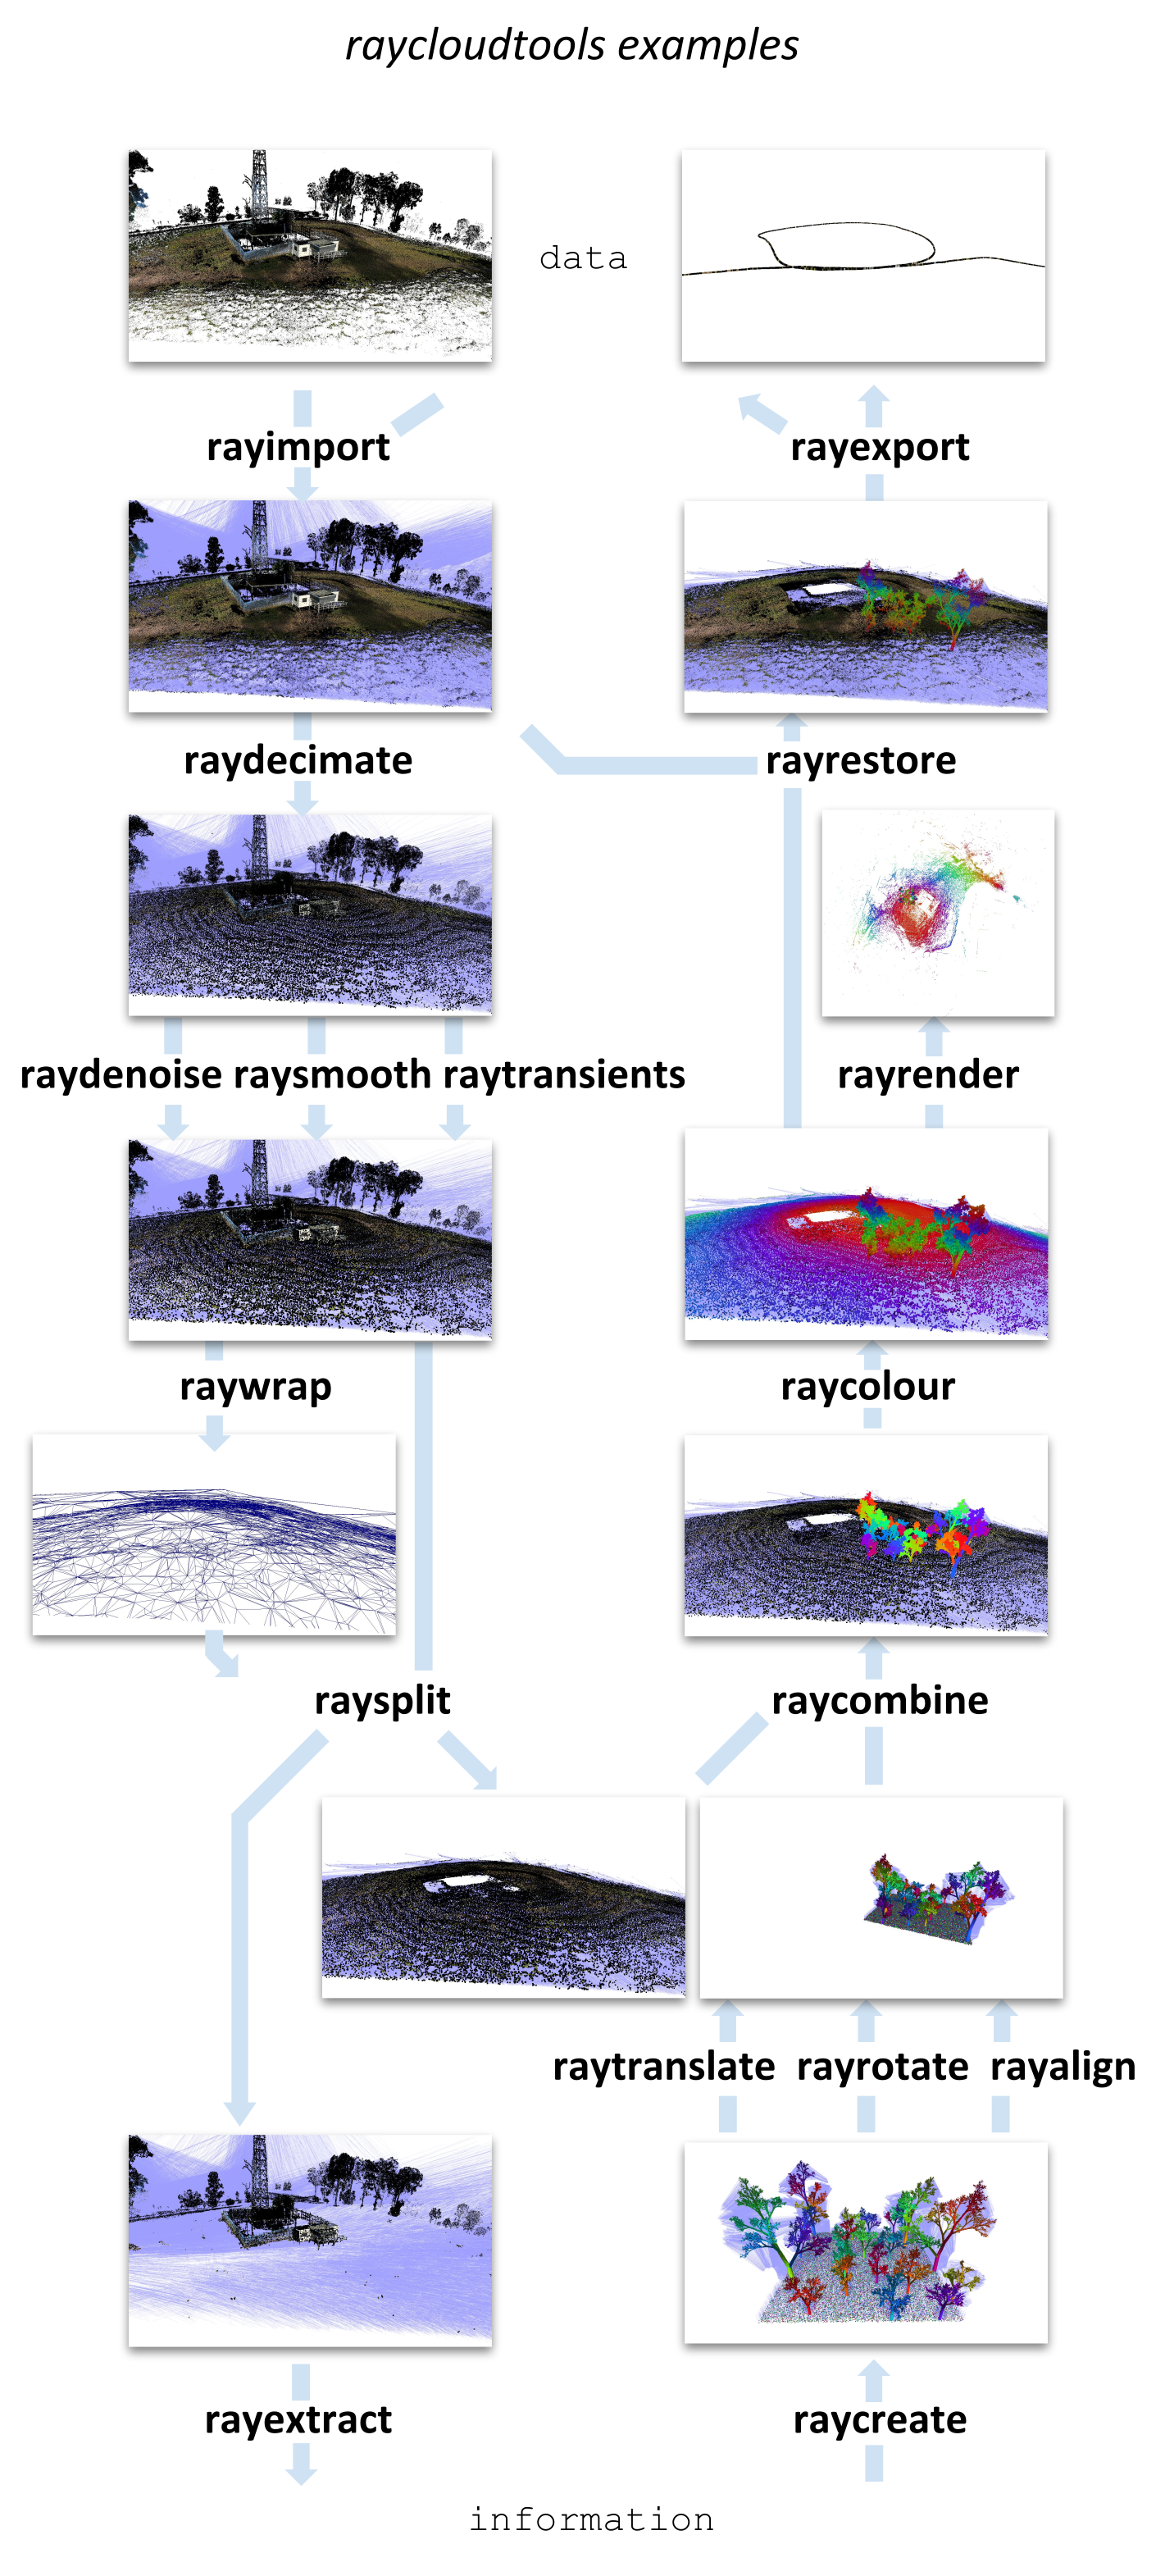 raycloudtools examples
data
rayimport
rayexport
raydecimate
rayrestore
raydenoise raysmooth raytransients
rayrender
raywrap
raycolour
raysplit
raycombine
raytranslate rayrotate rayalign
rayextract
raycreate
information